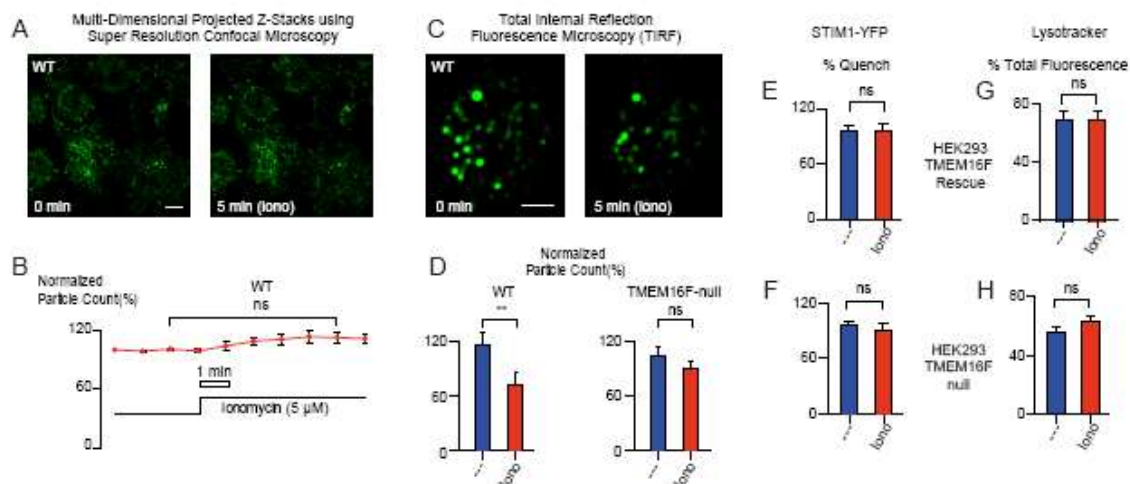 A
Multi-Dimensional Projected Z-Stacks using
Super Resolution Confocal Microscopy
WT
0 min
5 min (iono)
B
Normalized
Particle Count(%)
WT
ns
120
60
0
1 min
Ionomycin (5 µM)
C
Total Internal Reflection
Fluorescence Microscopy (TIRF)
WT
0 min
5 min (Iono)
D
Normalized
Particle Count(%)
WT
**
120
60
0
---
Iono
TMEM16F-null
ns
120
60
0
---
Iono
STIM1-YFP
% Quench
E
ns
120
60
0
---
Iono
HEK293
TMEM16F
Rescue
Lysotracker
% Total Fluorescence
G
ns
80
40
0
---
Iono
F
ns
120
60
0
---
Iono
HEK293
TMEM16F
null
H
ns
80
40
0
---
Iono